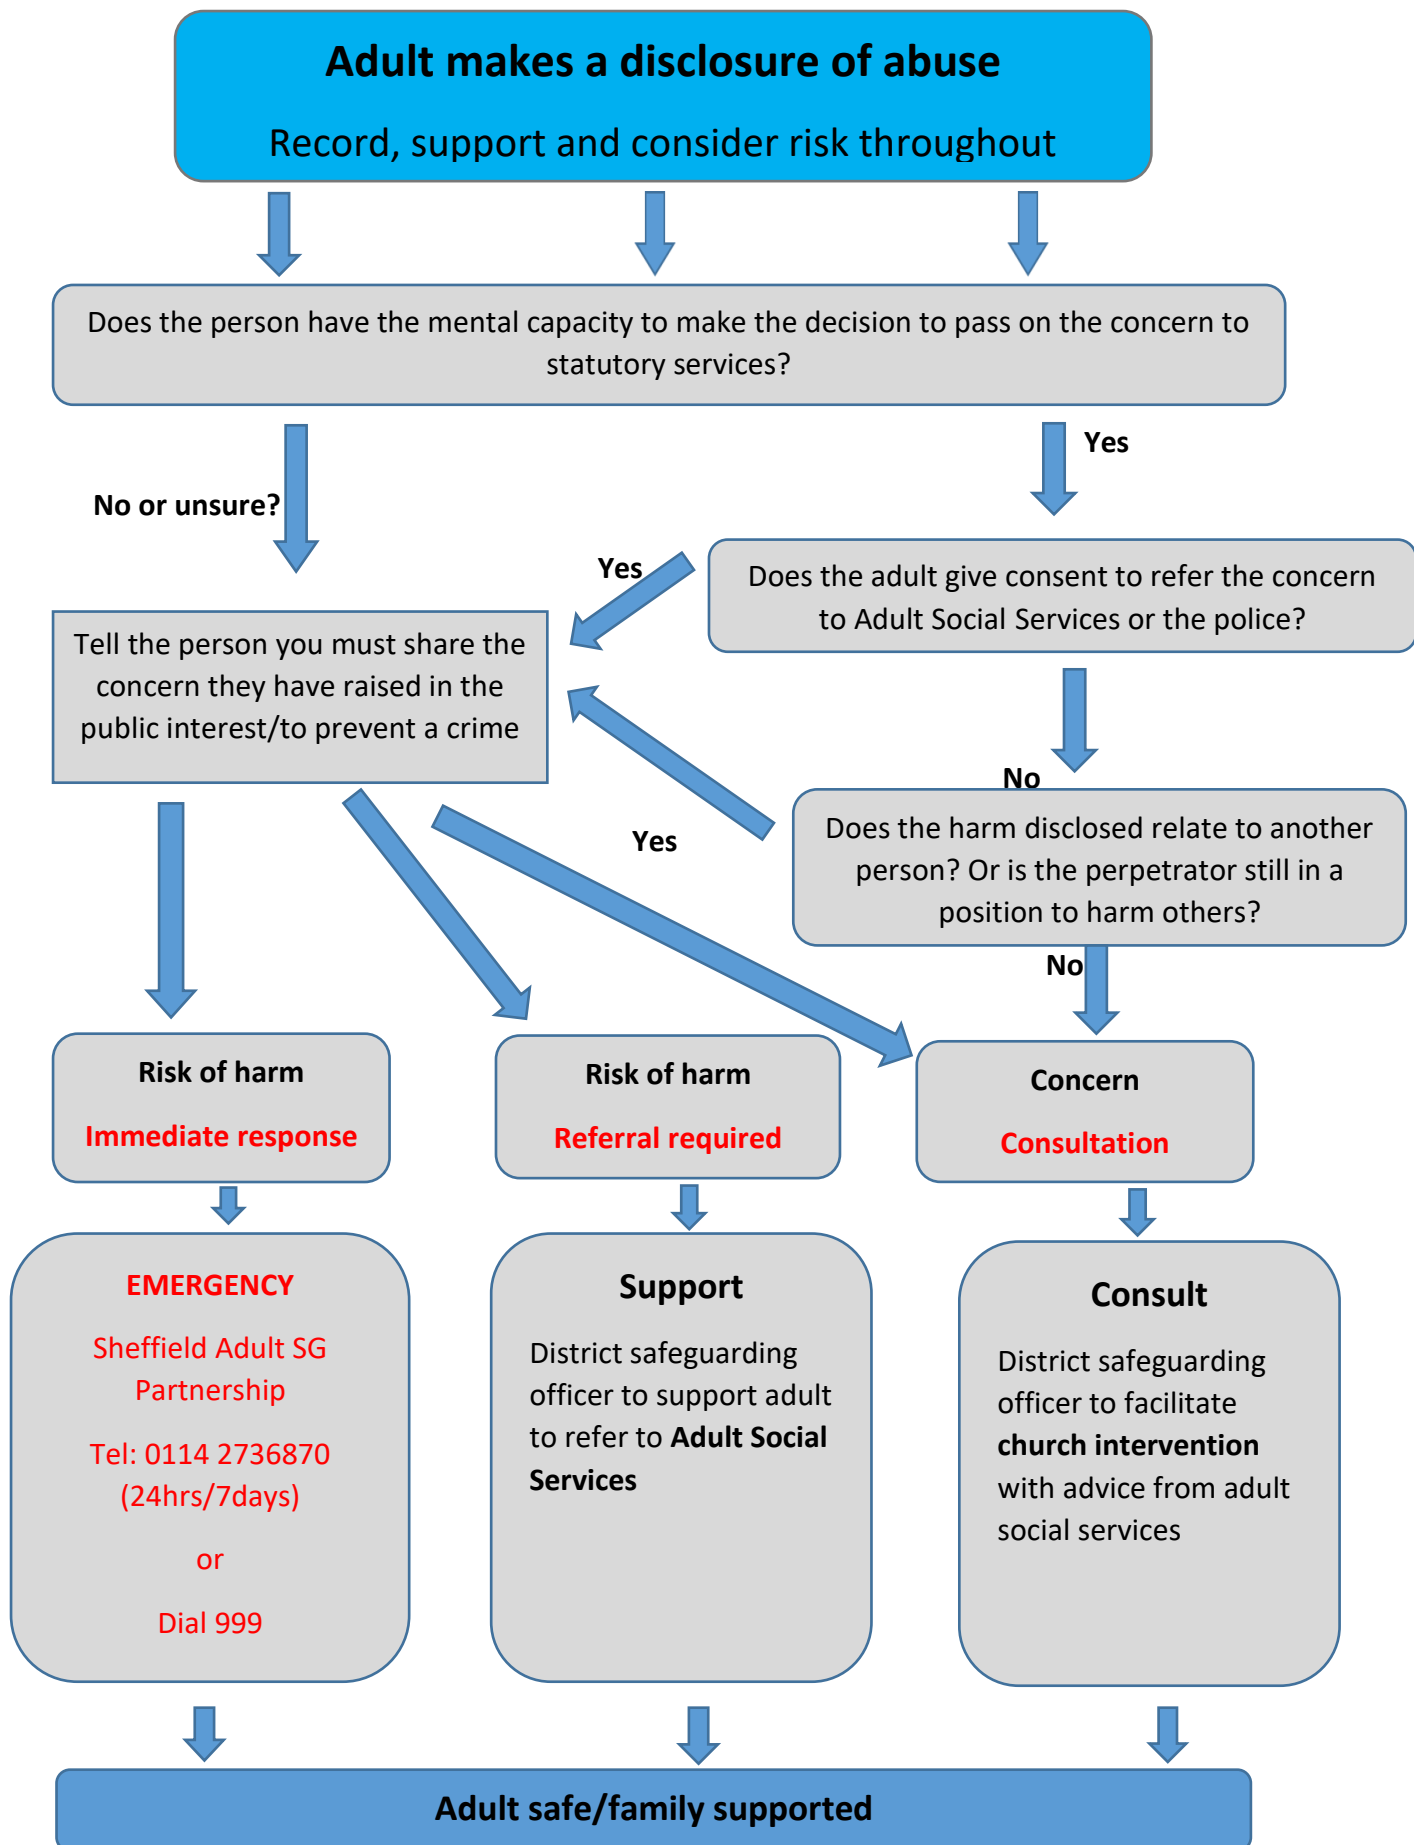 Adult makes a disclosure of abuse
Record, support and consider risk throughout
Does the person have the mental capacity to make the decision to pass on the concern to
statutory services?
Yes
No or unsure?
Yes
Does the adult give consent to refer the concern
to Adult Social Services or the police?
Tell the person you must share the
concern they have raised in the
public interest/to prevent a crime
No
Yes
Does the harm disclosed relate to another
person? Or is the perpetrator still in a
position to harm others?
No
Risk of harm
Immediate response
Risk of harm
Referral required
Concern
Consultation
EMERGENCY
Sheffield Adult SG
Partnership
Tel: 0114 2736870
(24hrs/7days)
or
Dial 999
Support
District safeguarding
officer to support adult
to refer to Adult Social
Services
Consult
District safeguarding
officer to facilitate
church intervention
with advice from adult
social services
Adult safe/family supported